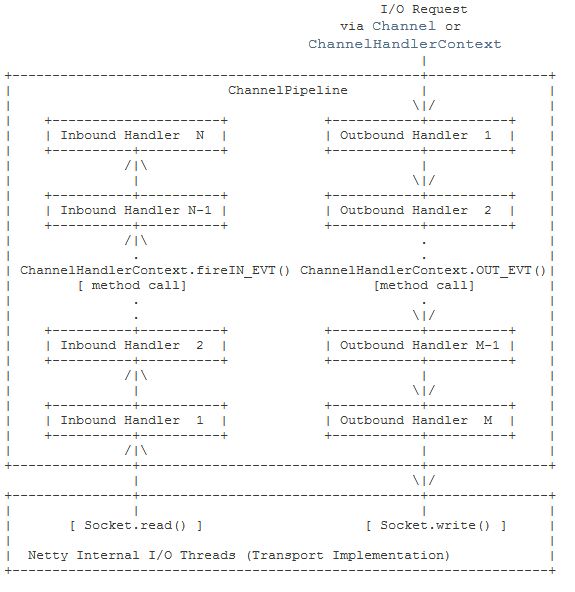 I/O Request
via Channel or
ChannelHandlerContext
ChannelPipeline
Inbound Handler N
Outbound Handler 1
Inbound Handler N-1
Outbound Handler 2
ChannelHandlerContext.fireIN_EVT() ChannelHandlerContext.OUT_EVT()
[ method call] [method call]
Inbound Handler 2
Outbound Handler M-1
Inbound Handler 1
Outbound Handler M
[ Socket.read() ] [ Socket.write() ]
Netty Internal I/O Threads (Transport Implementation)